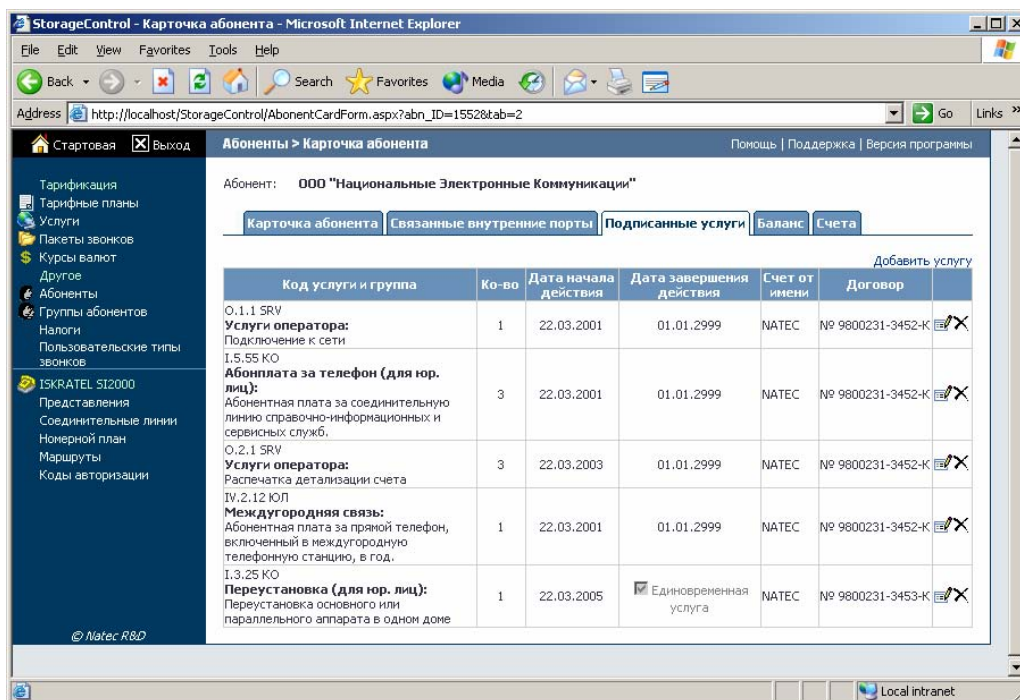 StorageControl - Карточка абонента - Microsoft Internet Explorer
File Edit View Favorites Tools Help
Back Search Favorites Media
Address http://localhost/StorageControl/AbonentCardForm.aspx?abn_ID=1552&tab=2 Go Links »
Стартовая Выход
Абоненты > Карточка абонента
Помощь | Поддержка | Версия программы
Тарификация
Тарифные планы
Услуги
Пакеты звонков
Курсы валют
Другое
Абоненты
Группы абонентов
Налоги
Пользовательские типы
звонков
ISKRATEL SI2000
Представления
Соединительные линии
Номерной план
Маршруты
Коды авторизации
© Natec R&D
Абонент: ООО "Национальные Электронные Коммуникации"
Карточка абонента Связанные внутренние порты Подписанные услуги Баланс Счета
Добавить услугу
Код услуги и группа Кол-во Дата начала действия Дата завершения действия Счет от имени Договор
O.1.1 SRV
Услуги оператора:
Подключение к сети
1 22.03.2001 01.01.2999 NATEC № 9800231-3452-K
I.5.55 КО
Абонплата за телефон (для юр.
лиц):
Абонентная плата за соединительную
линию справочно-информационных и
сервисных служб.
3 22.03.2001 01.01.2999 NATEC № 9800231-3452-K
O.2.1 SRV
Услуги оператора:
Распечатка детализации счета
3 22.03.2003 01.01.2999 NATEC № 9800231-3452-K
IV.2.12 ЮЛ
Междугородняя связь:
Абонентная плата за прямой телефон,
включенный в междугородную
телефонную станцию, в год.
1 22.03.2001 01.01.2999 NATEC № 9800231-3452-K
I.3.25 КО
Переустановка (для юр. лиц):
Переустановка основного или
параллельного аппарата в одном доме
1 22.03.2005 Единовременная услуга NATEC № 9800231-3453-K
Local intranet